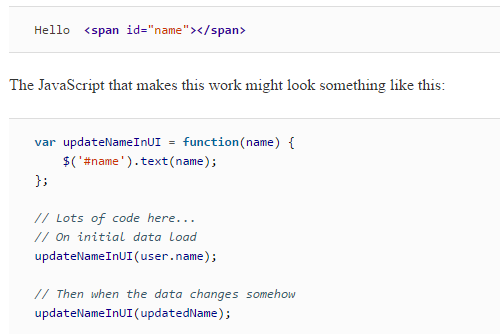 Hello <span id="name"></span>
The JavaScript that makes this work might look something like this:
var updateNameInUI = function(name) {
    $('#name').text(name);
};
// Lots of code here...
// On initial data load
updateNameInUI(user.name);
// Then when the data changes somehow
updateNameInUI(updatedName);